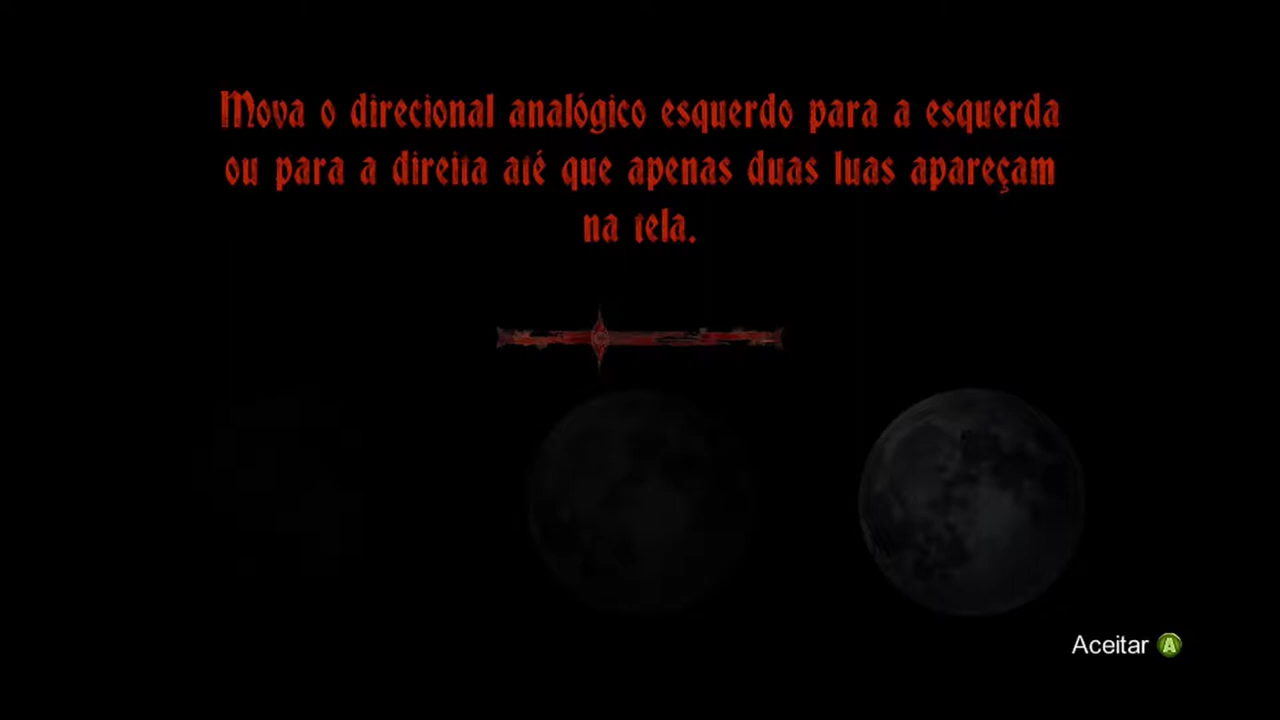 Mova o direcional analógico esquerdo para a esquerda
ou para a direita até que apenas duas luas apareçam
na tela.
Aceitar A